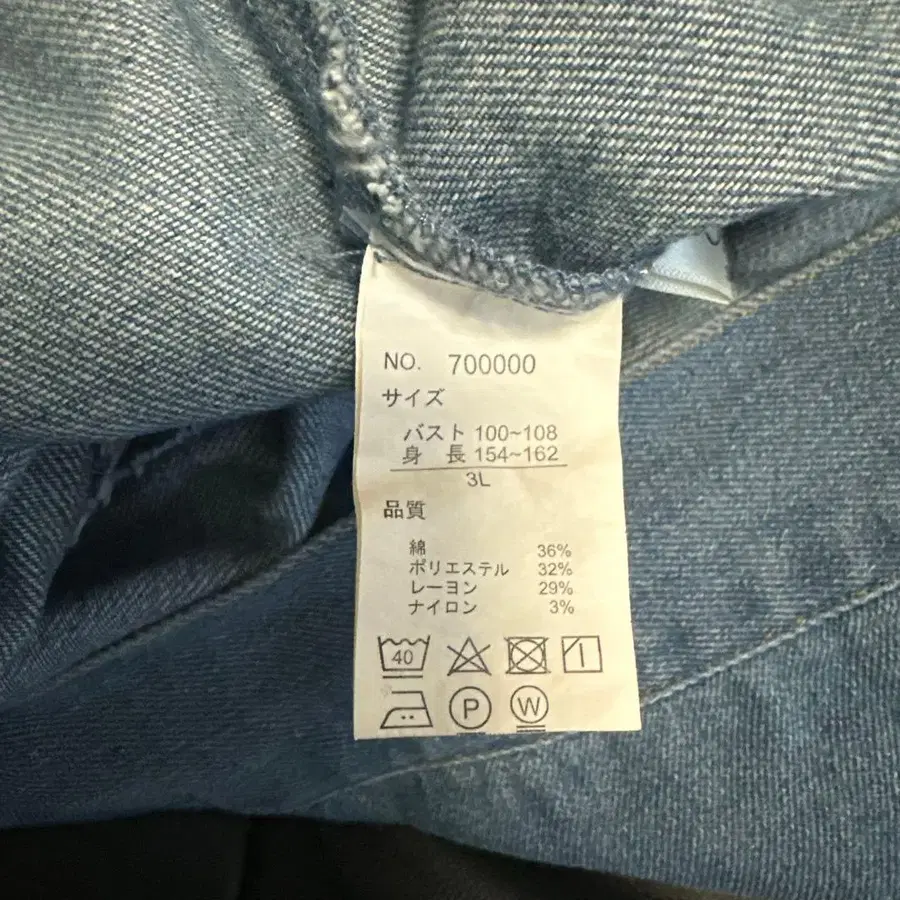 NO. 700000
サイズ
バスト 100~108
身 長 154~162
3L
品質
綿 36%
ポリエステル 32%
レーヨン 29%
ナイロン 3%
40
P W